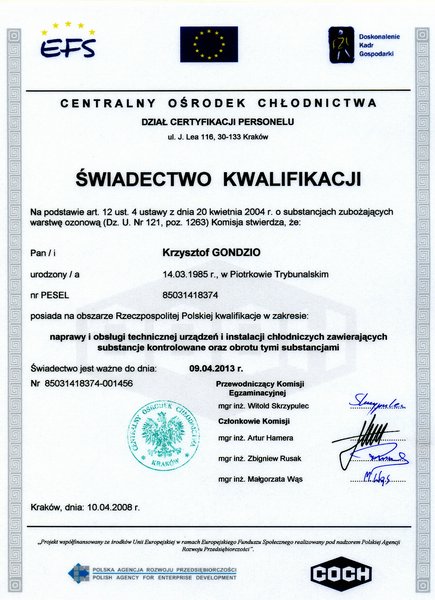 EFS
Doskonalenie
Kadr
Gospodarki
CENTRALNY OŚRODEK CHŁODNICTWA
DZIAŁ CERTYFIKACJI PERSONELU
ul. J. Lea 116, 30-133 Kraków
ŚWIADECTWO KWALIFIKACJI
Na podstawie art. 12 ust. 4 ustawy z dnia 20 kwietnia 2004 r. o substancjach zubożających
warstwę ozonową (Dz. U. Nr 121, poz. 1263) Komisja stwierdza, że:
Pan / i Krzysztof GONDZIO
urodzony / a 14.03.1985 r., w Piotrkowie Trybunalskim
nr PESEL 85031418374
posiada na obszarze Rzeczpospolitej Polskiej kwalifikacje w zakresie:
naprawy i obsługi technicznej urządzeń i instalacji chłodniczych zawierających
substancje kontrolowane oraz obrotu tymi substancjami
Świadectwo jest ważne do dnia: 09.04.2013 r.
Nr 85031418374-001456 Przewodniczący Komisji
Egzaminacyjnej
mgr inż. Witold Skrzypulec
Członkowie Komisji
mgr inż. Artur Hamera
mgr inż. Zbigniew Rusak
mgr inż. Małgorzata Wąs M.Wąs
CENTRALNY OŚRODEK CHŁODNICTWA
KRAKÓW
Kraków, dnia: 10.04.2008 r.
„Projekt współfinansowany ze środków Unii Europejskiej w ramach Europejskiego Funduszu Społecznego realizowany pod nadzorem Polskiej Agencji
Rozwoju Przedsiębiorczości”.
POLSKA AGENCJA ROZWOJU PRZEDSIĘBIORCZOŚCI
POLISH AGENCY FOR ENTERPRISE DEVELOPMENT
COCH